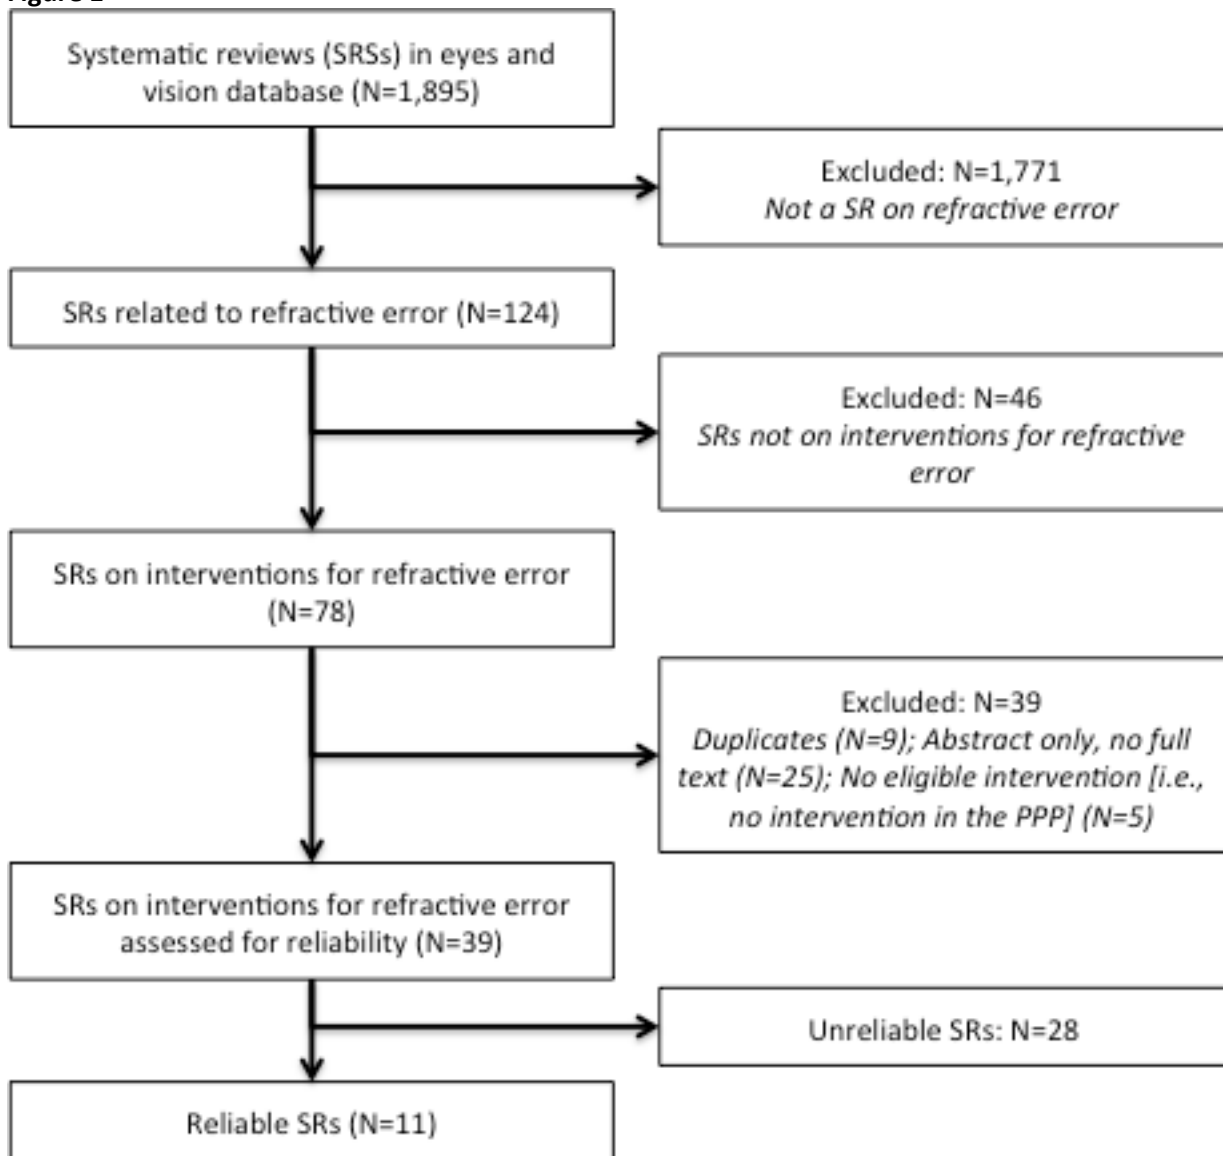 Systematic reviews (SRSs) in eyes and
vision database (N=1,895)
Excluded: N=1,771
Not a SR on refractive error
SRs related to refractive error (N=124)
Excluded: N=46
SRs not on interventions for refractive
error
SRs on interventions for refractive error
(N=78)
Excluded: N=39
Duplicates (N=9); Abstract only, no full
text (N=25); No eligible intervention [i.e.,
no intervention in the PPP] (N=5)
SRs on interventions for refractive error
assessed for reliability (N=39)
Unreliable SRs: N=28
Reliable SRs (N=11)